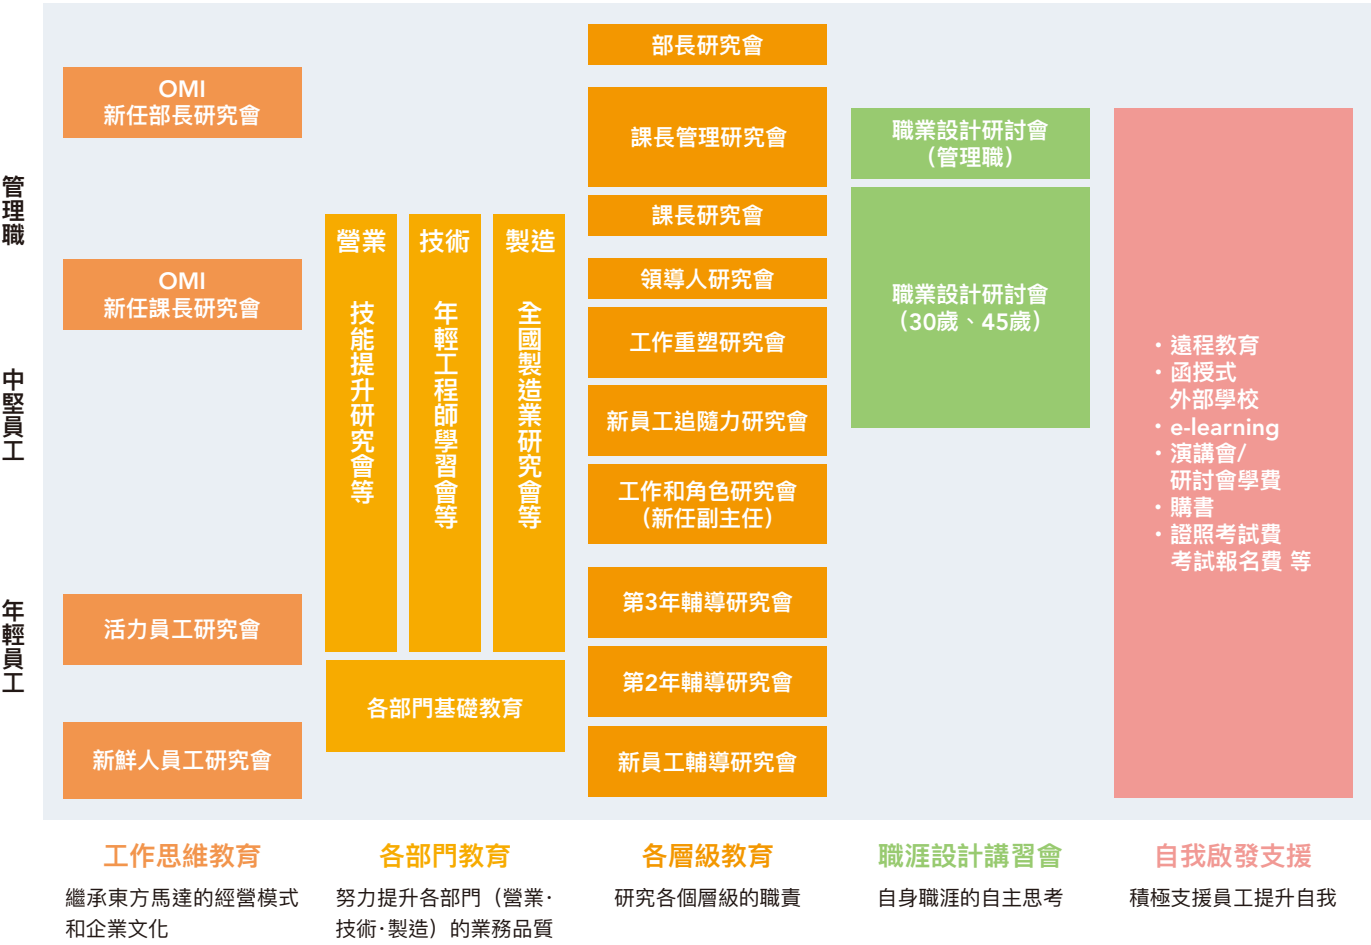 管理職
中堅員工
年輕員工
OMI
新任部長研究會
OMI
新任課長研究會
活力員工研究會
新鮮人員工研究會
營業
技能提升研究會等
技術
年輕工程師學習會等
製造
全國製造業研究會等
各部門基礎教育
部長研究會
課長管理研究會
課長研究會
領導人研究會
工作重塑研究會
新員工追隨力研究會
工作和角色研究會
（新任副主任）
第3年輔導研究會
第2年輔導研究會
新員工輔導研究會
職業設計研討會
（管理職）
職業設計研討會
（30歲、45歲）
・遠程教育
・函授式
外部學校
・e-learning
・演講會/
研討會學費
・購書
・證照考試費
考試報名費 等
工作思維教育
繼承東方馬達的經營模式
和企業文化
各部門教育
努力提升各部門（營業·
技術·製造）的業務品質
各層級教育
研究各個層級的職責
職涯設計講習會
自身職涯的自主思考
自我啟發支援
積極支援員工提升自我